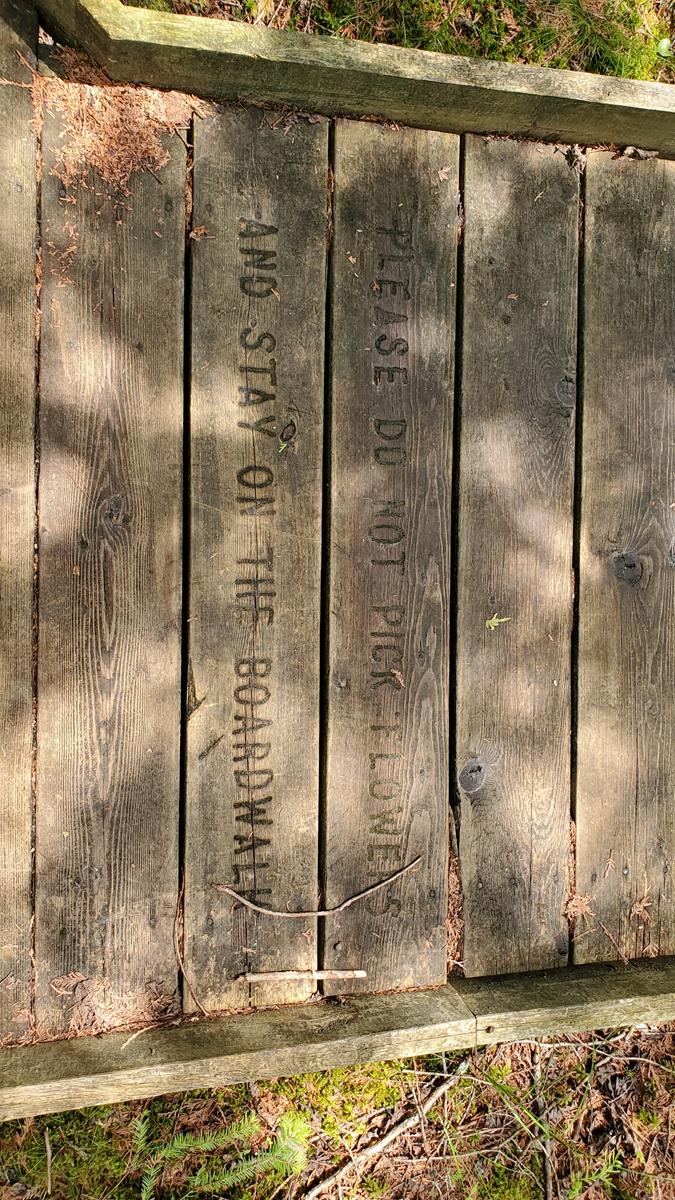 PLEASE DO NOT PICK FLOWERS
AND STAY ON THE BOARDWALK